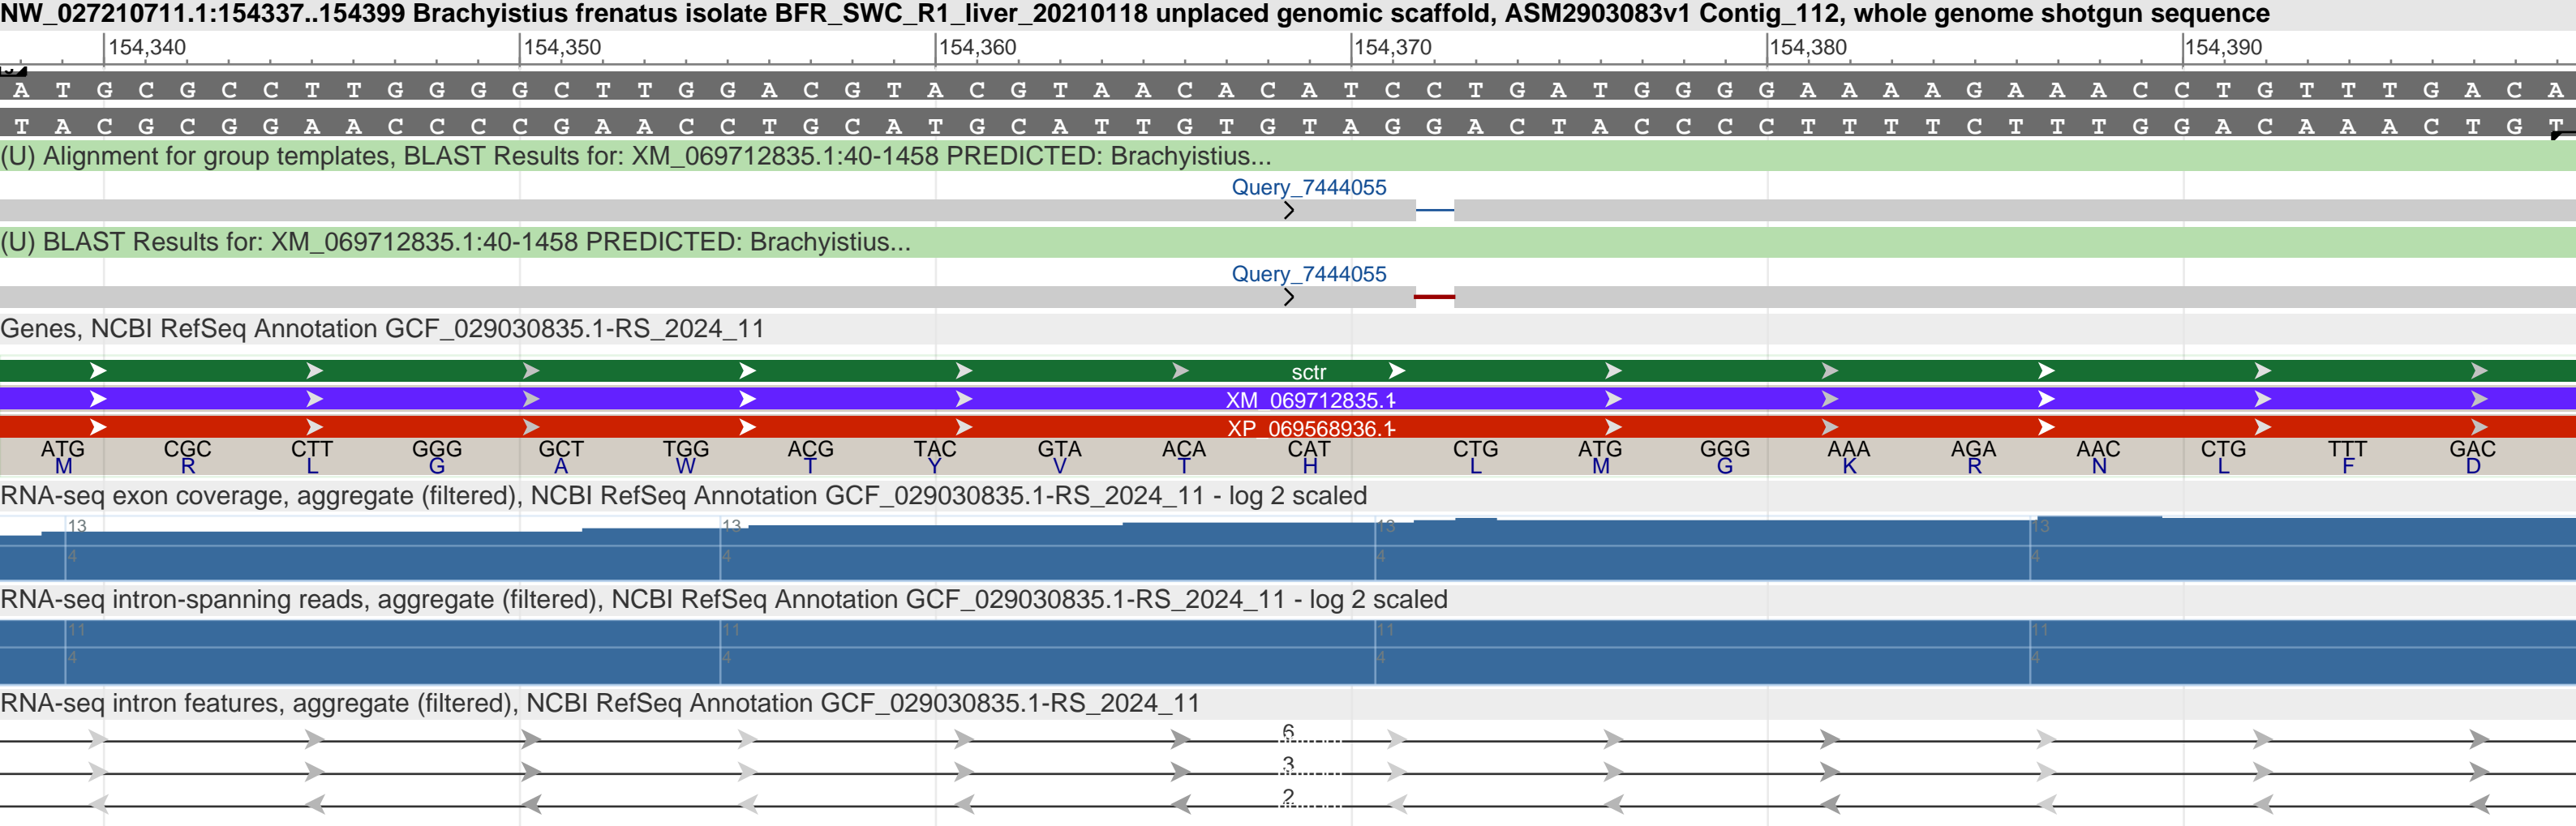 NW_027210711.1:154337..154399 Brachyistius frenatus isolate BFR_SWC_R1_liver_20210118 unplaced genomic scaffold, ASM2903083v1 Contig_112, whole genome shotgun sequence
154,340 154,350 154,360 154,370 154,380 154,390
A T G C G C C T T G G G G C T T G G A C G T A C G T A A C A C A T C C T G A T G G G G A A A A G A A A C C T G T T T G A C A
T A C G C G G A A C C C C G A A C C T G C A T G C A T T G T G T A G G A C T A C C C C T T T T C T T T G G A C A A A C T G T
(U) Alignment for group templates, BLAST Results for: XM_069712835.1:40-1458 PREDICTED: Brachyistius...
Query_7444055
(U) BLAST Results for: XM_069712835.1:40-1458 PREDICTED: Brachyistius...
Query_7444055
Genes, NCBI RefSeq Annotation GCF_029030835.1-RS_2024_11
sctr
XM_069712835.1
XP_069568936.1
ATG CGC CTT GGG GCT TGG ACG TAC GTA ACA CAT CTG ATG GGG AAA AGA AAC CTG TTT GAC
M R L G A W T Y V T H L M G K R N L F D
RNA-seq exon coverage, aggregate (filtered), NCBI RefSeq Annotation GCF_029030835.1-RS_2024_11 - log 2 scaled
13 13 13 13
4 4 4 4
RNA-seq intron-spanning reads, aggregate (filtered), NCBI RefSeq Annotation GCF_029030835.1-RS_2024_11 - log 2 scaled
11 11 11 11
4 4 4 4
RNA-seq intron features, aggregate (filtered), NCBI RefSeq Annotation GCF_029030835.1-RS_2024_11
6
3
2